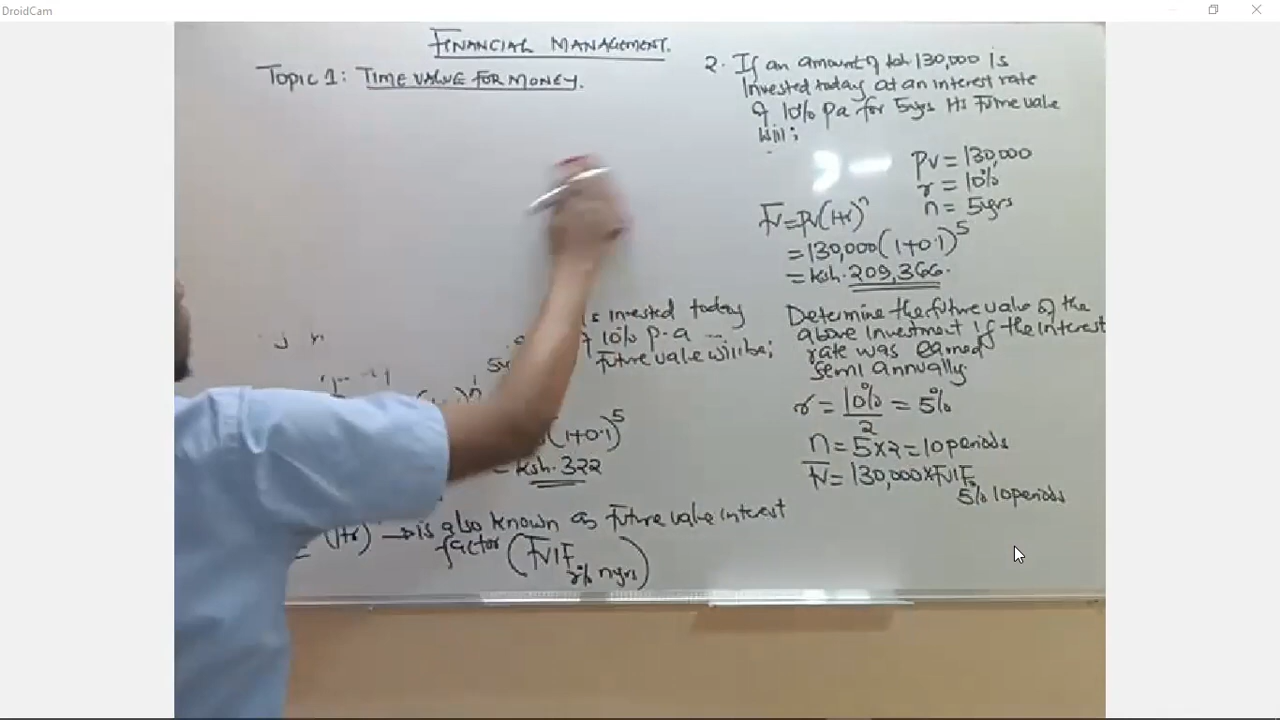 DroidCam
FINANCIAL MANAGEMENT.
Topic 1: TIME VALUE FOR MONEY.
is invested today
10% p.a ...
future value will be;
(1+0.1)^5
= Ksh. 322
(1+r)^n → is also known as future value interest
factor (FVIF
r% nyrs)
2. If an amount of ksh 130,000 is
invested today at an interest rate
of 10% pa for 5yrs its future value
will;
PV = 130,000
r = 10%
n = 5yrs
FV = PV(1+r)^n
= 130,000(1+0.1)^5
= Ksh. 209,366.
Determine the future value of the
above investment if the interest
rate was earned
semi annually
r = 10%/2 = 5%
n = 5x2 = 10 periods
FV = 130,000 x FVIF
5% 10 periods